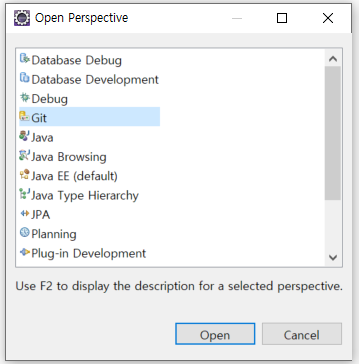 Open Perspective
Database Debug
Database Development
Debug
Git
Java
Java Browsing
Java EE (default)
Java Type Hierarchy
JPA
Planning
Plug-in Development
Use F2 to display the description for a selected perspective.
Open
Cancel